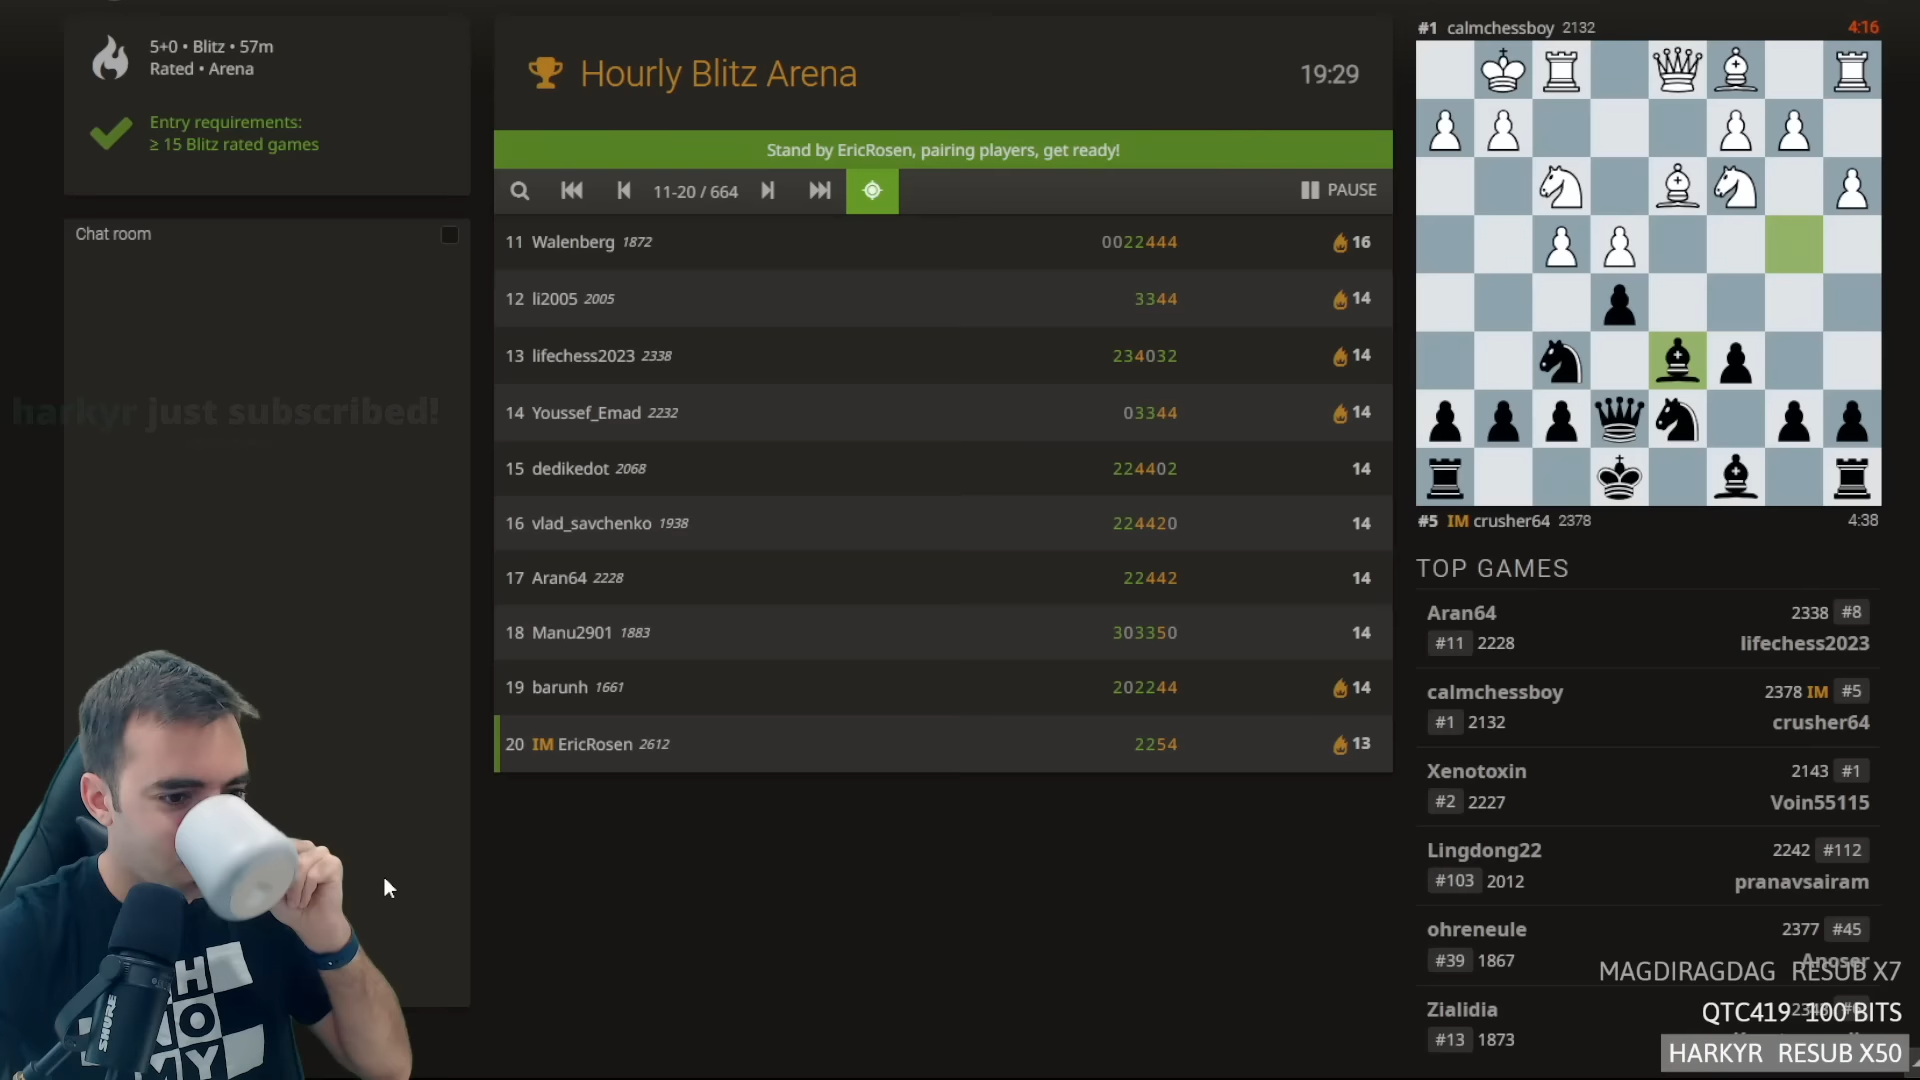 5+0 • Blitz • 57m
Rated • Arena
Entry requirements:
≥ 15 Blitz rated games
Chat room
harkyr just subscribed!
Hourly Blitz Arena
19:29
Stand by EricRosen, pairing players, get ready!
11-20 / 664
PAUSE
11 Walenberg 1872 0022444 16
12 li2005 2005 3344 14
13 lifechess2023 2338 234032 14
14 Youssef_Emad 2232 03344 14
15 dedikedot 2068 224402 14
16 vlad_savchenko 1938 224420 14
17 Aran64 2228 22442 14
18 Manu2901 1883 303350 14
19 barunh 1661 202244 14
20 IM EricRosen 2612 2254 13
#1 calmchessboy 2132 4:16
#5 IM crusher64 2378 4:38
TOP GAMES
Aran64 2338 #8
#11 2228 lifechess2023
calmchessboy 2378 IM #5
#1 2132 crusher64
Xenotoxin 2143 #1
#2 2227 Voin55115
Lingdong22 2242 #112
#103 2012 pranavsairam
ohreneule 2377 #45
#39 1867 Anoser
MAGDIRAGDAG RESUB X7
Zialidia
QTC419 100 BITS
#13 1873
HARKYR RESUB X50
SHURE